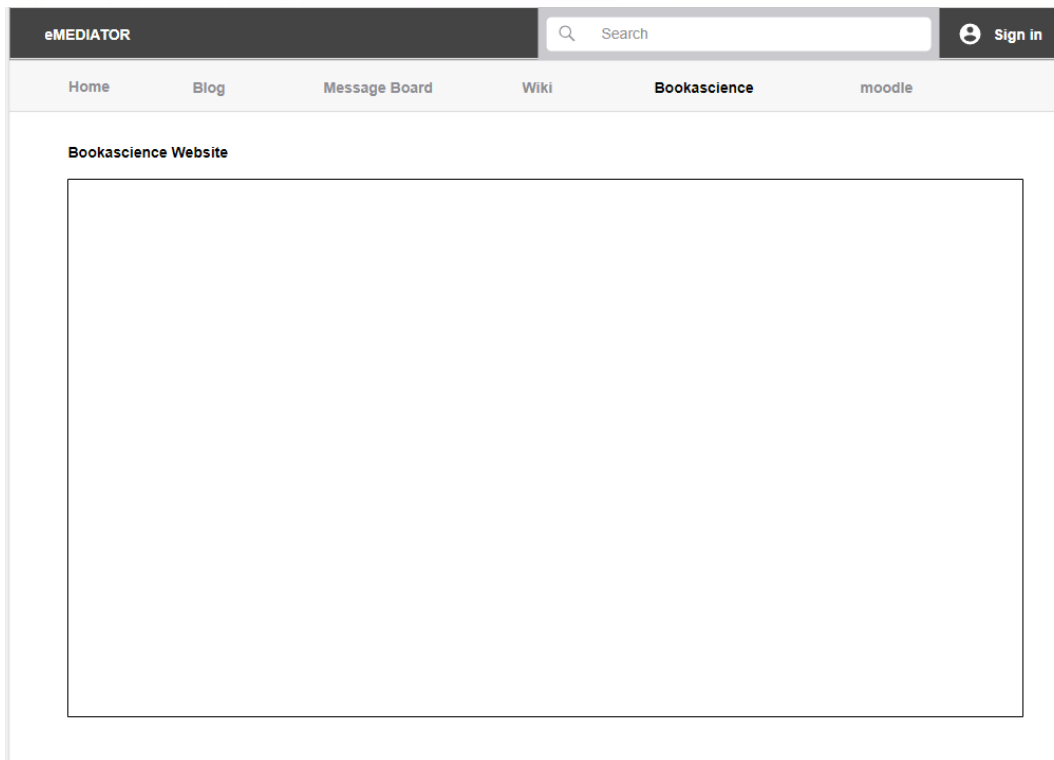 eMEDIATOR Search Sign in
Home Blog Message Board Wiki Bookascience moodle
Bookascience Website